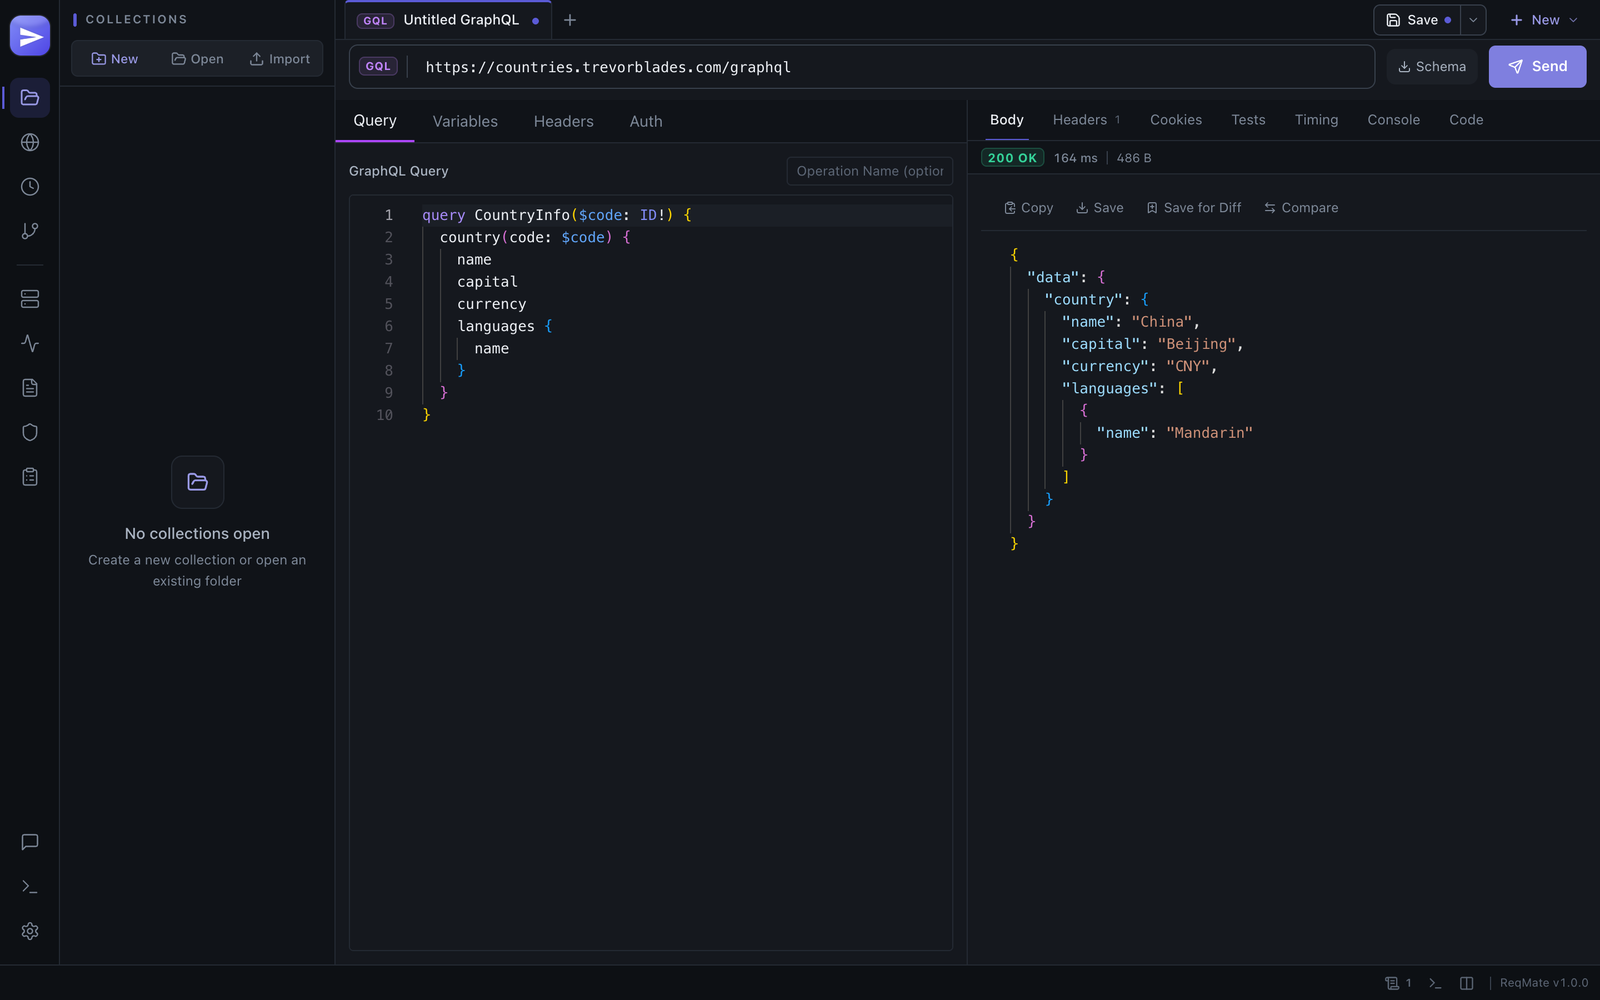 COLLECTIONS
New
Open
Import
No collections open
Create a new collection or open an
existing folder
GQL Untitled GraphQL
Save
New
GQL https://countries.trevorblades.com/graphql
Schema
Send
Query Variables Headers Auth
GraphQL Query
Operation Name (option
1 query CountryInfo($code: ID!) {
2 country(code: $code) {
3 name
4 capital
5 currency
6 languages {
7 name
8 }
9 }
10 }
Body Headers 1 Cookies Tests Timing Console Code
200 OK 164 ms 486 B
Copy Save Save for Diff Compare
{
"data": {
"country": {
"name": "China",
"capital": "Beijing",
"currency": "CNY",
"languages": [
{
"name": "Mandarin"
}
]
}
}
}
1
ReqMate v1.0.0